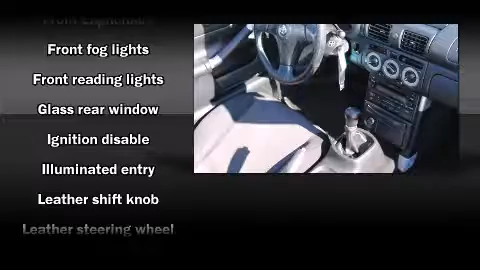 Front fog lights
Front reading lights
Glass rear window
Ignition disable
Illuminated entry
Leather shift knob
Leather steering wheel